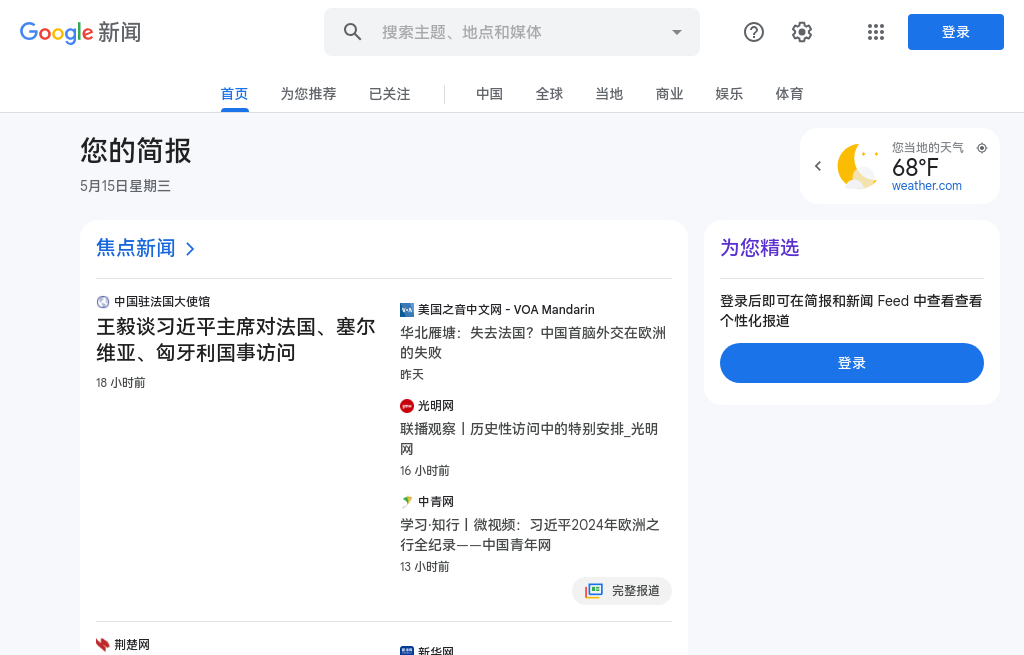 Google 新闻
搜索主题、地点和媒体
登录
首页
为您推荐
已关注
中国
全球
当地
商业
娱乐
体育
您的简报
5月15日星期三
您当地的天气
68°F
weather.com
焦点新闻
中国驻法国大使馆
王毅谈习近平主席对法国、塞尔
维亚、匈牙利国事访问
18 小时前
美国之音中文网 - VOA Mandarin
华北雁塘：失去法国？中国首脑外交在欧洲
的失败
昨天
光明网
联播观察丨历史性访问中的特别安排_光明
网
16 小时前
中青网
学习·知行丨微视频：习近平2024年欧洲之
行全纪录——中国青年网
13 小时前
完整报道
荆楚网
新华网
为您精选
登录后即可在简报和新闻 Feed 中查看查看
个性化报道
登录